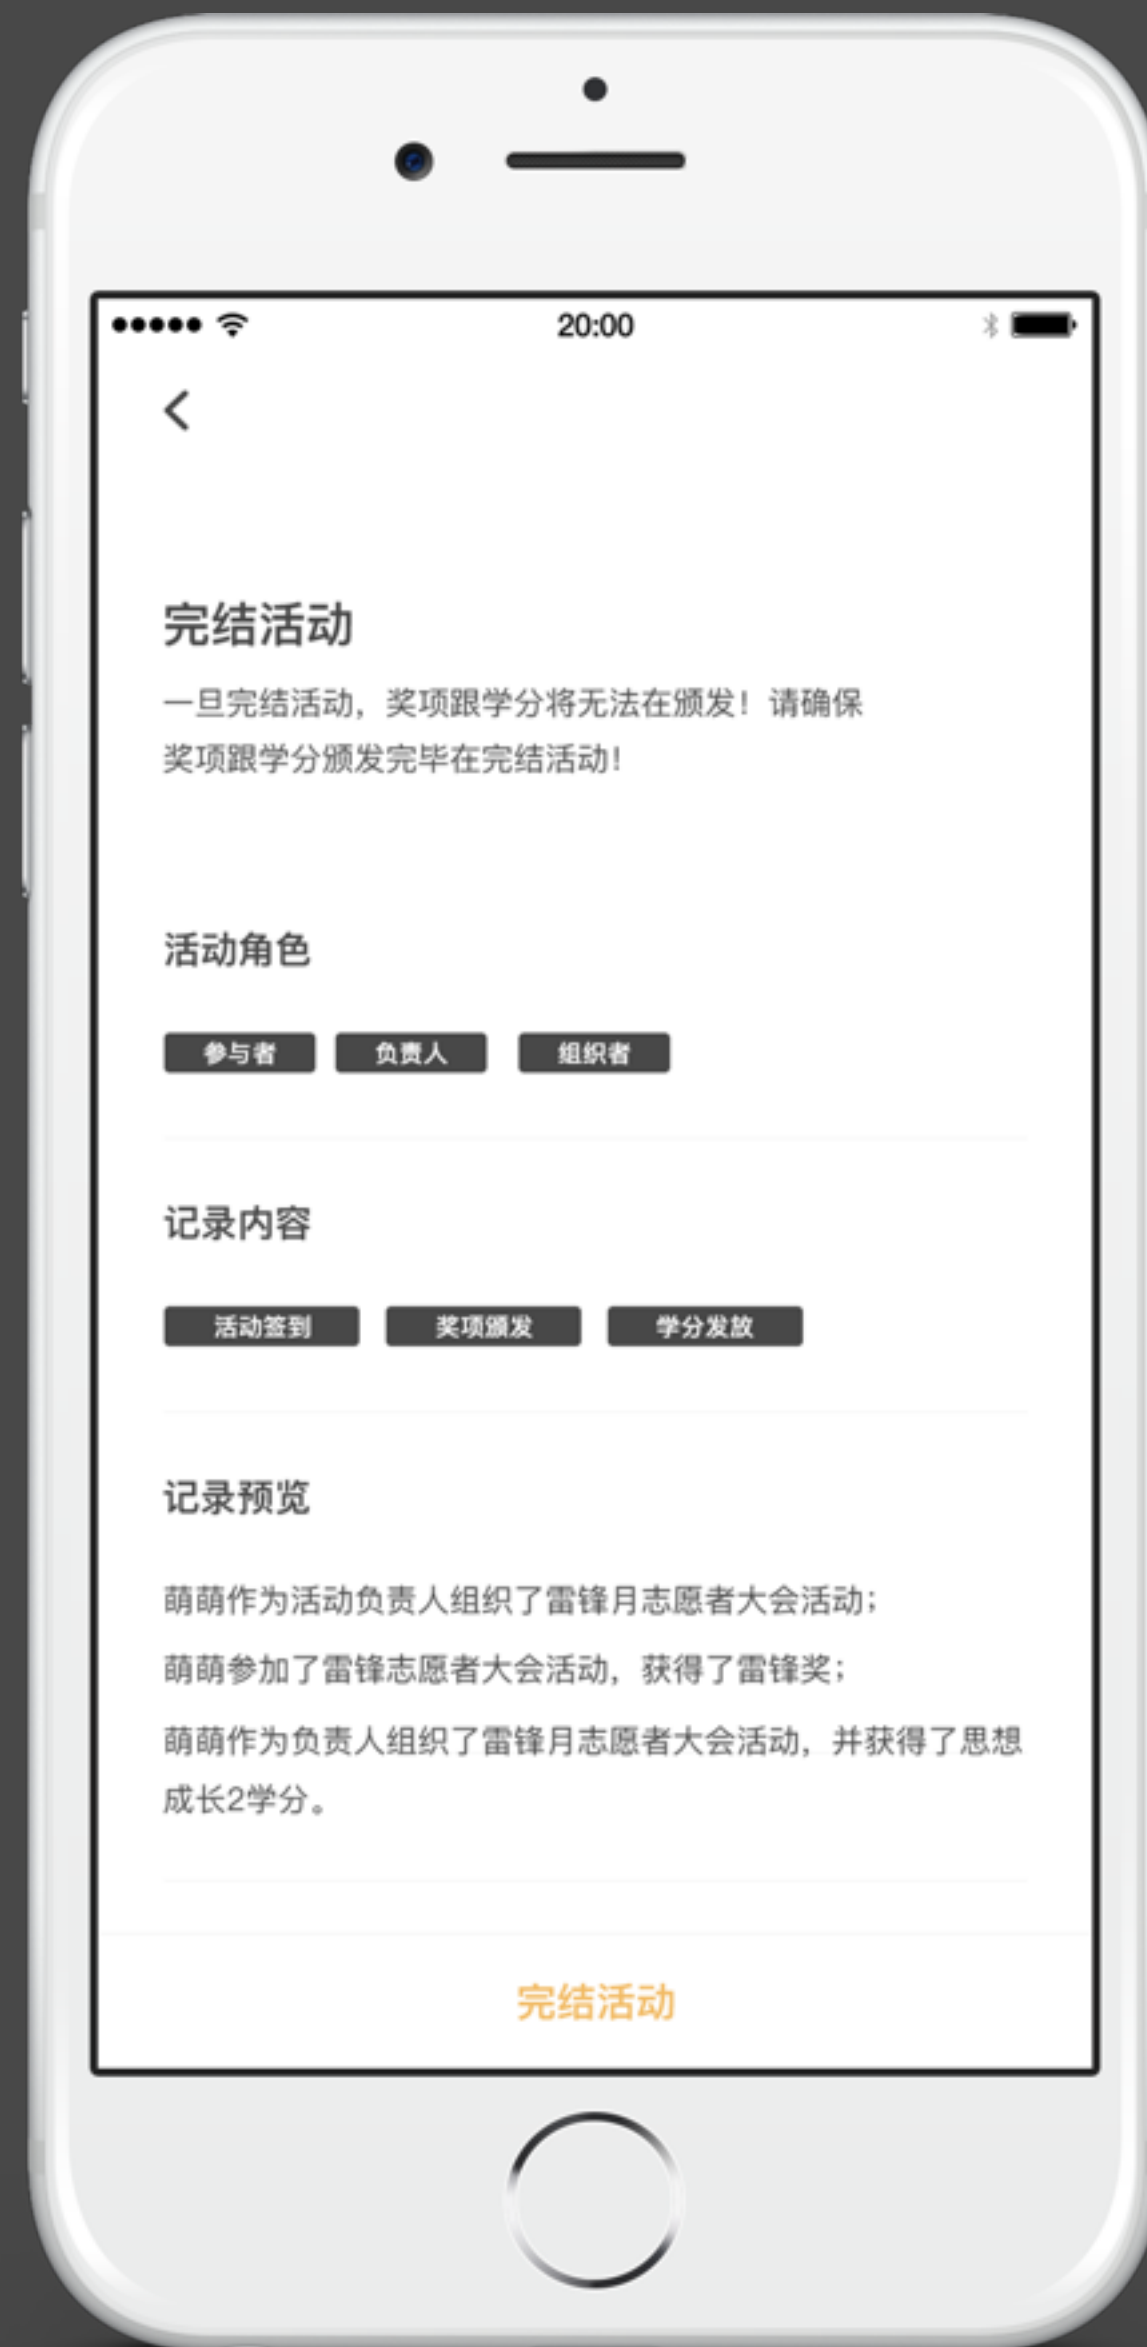 20:00
完结活动
一旦完结活动，奖项跟学分将无法在颁发！请确保
奖项跟学分颁发完毕在完结活动！
活动角色
参与者 负责人 组织者
记录内容
活动签到 奖项颁发 学分发放
记录预览
萌萌作为活动负责人组织了雷锋月志愿者大会活动；
萌萌参加了雷锋志愿者大会活动，获得了雷锋奖；
萌萌作为负责人组织了雷锋月志愿者大会活动，并获得了思想
成长2学分。
完结活动